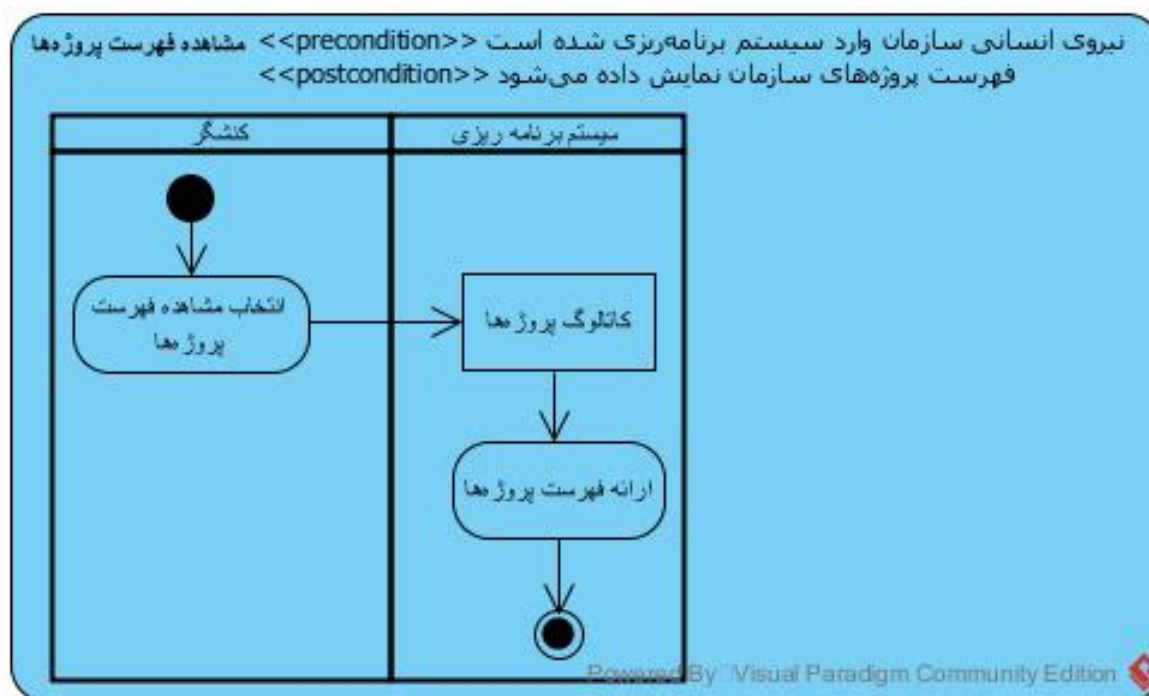 مشاهده فهرست پروژه‌ها <<precondition>> نیروی انسانی سازمان وارد سیستم برنامه‌ریزی شده است
<<postcondition>> فهرست پروژه‌های سازمان نمایش داده می‌شود
کنشگر
سیستم برنامه ریزی
انتخاب مشاهده فهرست
پروژه‌ها
کاتالوگ پروژه‌ها
ارائه فهرست پروژه‌ها
Powered By Visual Paradigm Community Edition